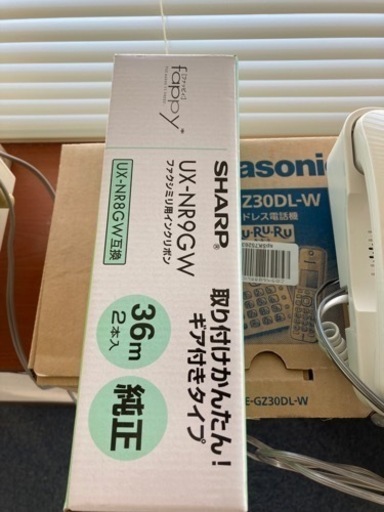 fappy
SHARP®
UX-NR9GW
ファクシミリ用インクリボン
UX-NR8GW互換
取り付けかんたん！
ギア付きタイプ
36m
2本入
純正
asonic
GZ30DL-W
ドレス電話機
RU・RU・RU
E-GZ30DL-W